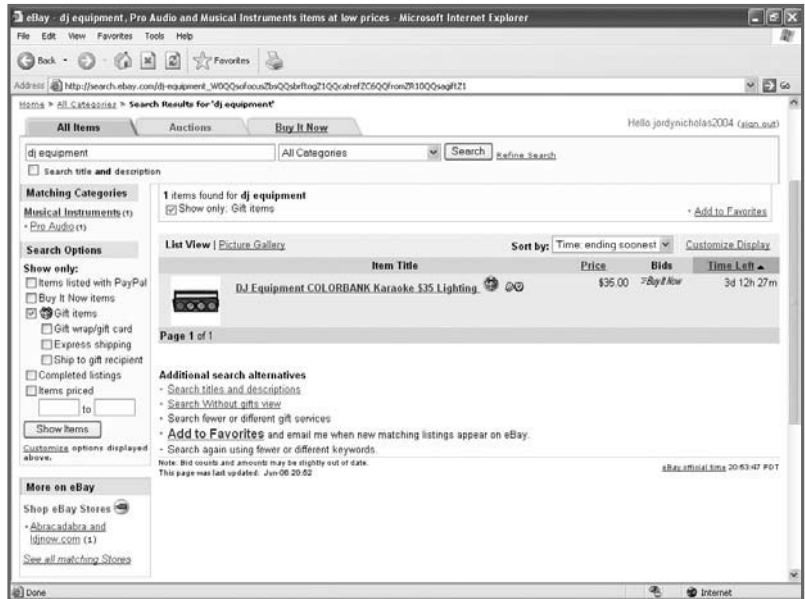 eBay - dj equipment, Pro Audio and Musical Instruments items at low prices - Microsoft Internet Explorer
File Edit View Favorites Tools Help
Back Favorites
Address http://search.ebay.com/dj-equipment_W0QQsofocusZbsQQsbrftogZ1QQcatrefZC6QQfromZR10QQsagiftZ1 Go
Home > All Categories > Search Results for 'dj equipment'
All Items Auctions Buy It Now Hello jordynicholas2004 (sign out)
dj equipment All Categories Search Refine Search
Search title and description
Matching Categories
Musical Instruments (1)
· Pro Audio (1)
Search Options
Show only:
Items listed with PayPal
Buy It Now items
Gift items
Gift wrap/gift card
Express shipping
Ship to gift recipient
Completed listings
Items priced
to
Show Items
Customize options displayed
above.
More on eBay
Shop eBay Stores
· Abracadabra and
ldjnow.com (1)
See all matching Stores
1 items found for dj equipment
Show only: Gift items
· Add to Favorites
List View | Picture Gallery Sort by: Time: ending soonest Customize Display
Item Title Price Bids Time Left
DJ Equipment COLORBANK Karaoke $35 Lighting $35.00 Buy It Now 3d 12h 27m
Page 1 of 1
Additional search alternatives
· Search titles and descriptions
· Search Without gifts view
· Search fewer or different gift services
· Add to Favorites and email me when new matching listings appear on eBay.
· Search again using fewer or different keywords.
Note: Bid counts and amounts may be slightly out of date.
This page was last updated: Jun-06 20:52
eBay official time 20:53:47 PDT
Done Internet